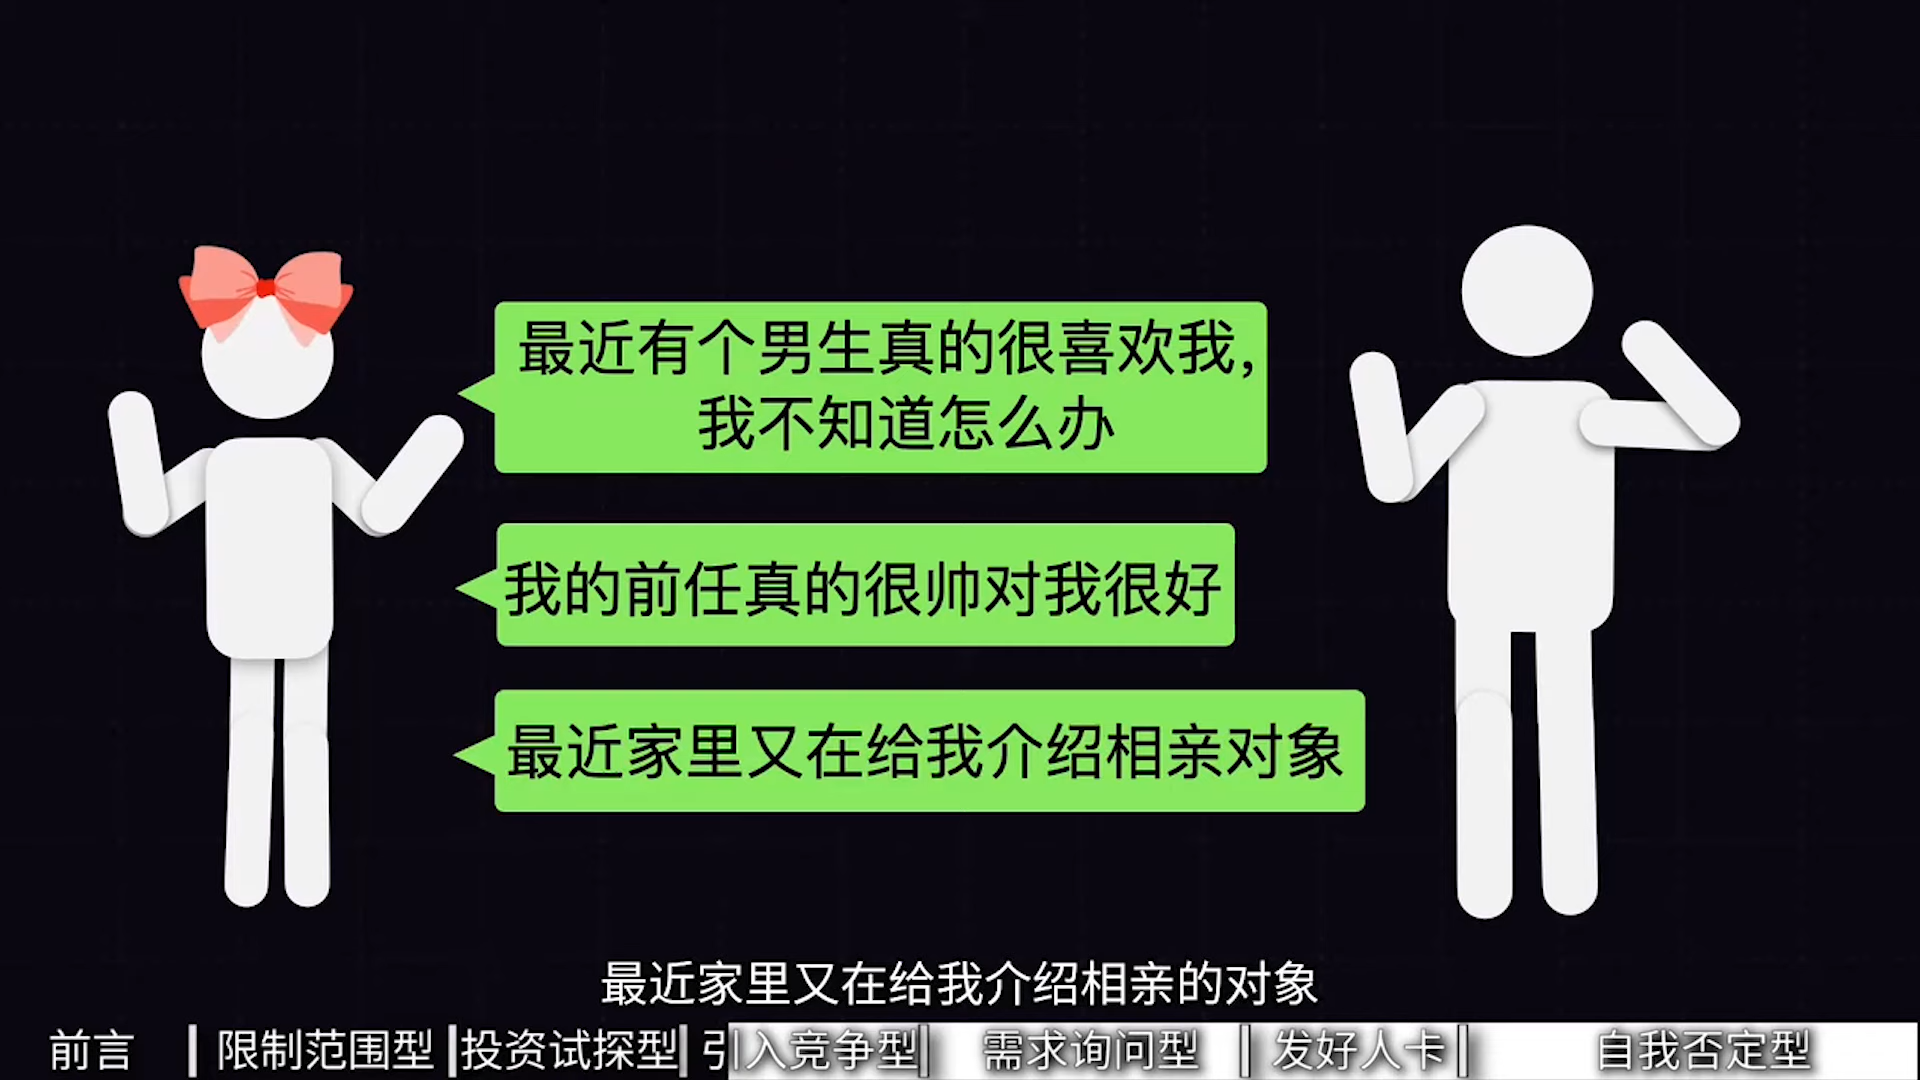 最近有个男生真的很喜欢我,
我不知道怎么办
我的前任真的很帅对我很好
最近家里又在给我介绍相亲对象
最近家里又在给我介绍相亲的对象
前言 | 限制范围型 | 投资试探型 | 引入竞争型 | 需求询问型 | 发好人卡 | 自我否定型